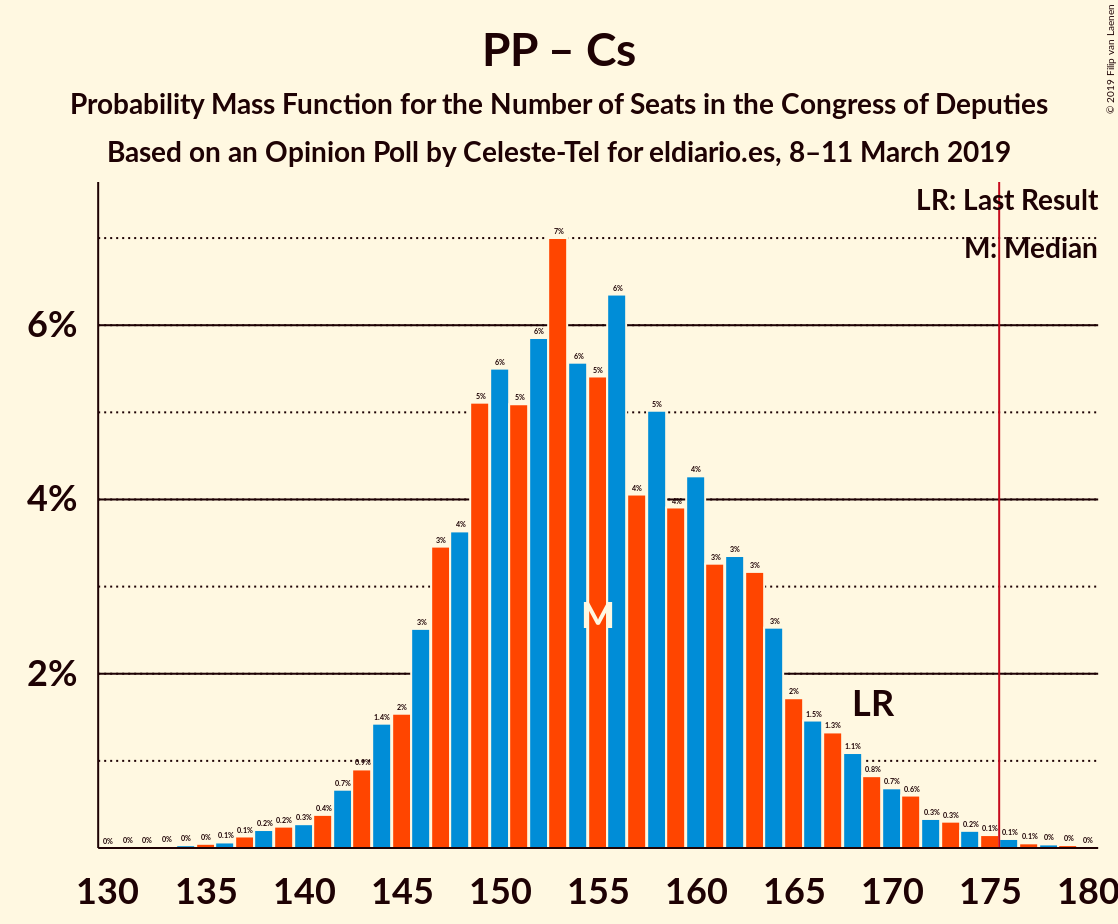 PP – Cs
Probability Mass Function for the Number of Seats in the Congress of Deputies
Based on an Opinion Poll by Celeste-Tel for eldiario.es, 8–11 March 2019
© 2019 Filip van Laenen
LR: Last Result
M: Median
6%
4%
2%
0% 0% 0% 0% 0% 0% 0.1% 0.1% 0.2% 0.2% 0.3% 0.4% 0.7% 0.9% 1.4% 2% 3% 3% 4% 5% 6% 5% 6% 7% 6% 5% 6% 4% 5% 4% 4% 3% 3% 3% 3% 2% 1.5% 1.3% 1.1% 0.8% 0.7% 0.6% 0.3% 0.3% 0.2% 0.1% 0.1% 0.1% 0% 0% 0%
M
LR
130 135 140 145 150 155 160 165 170 175 180